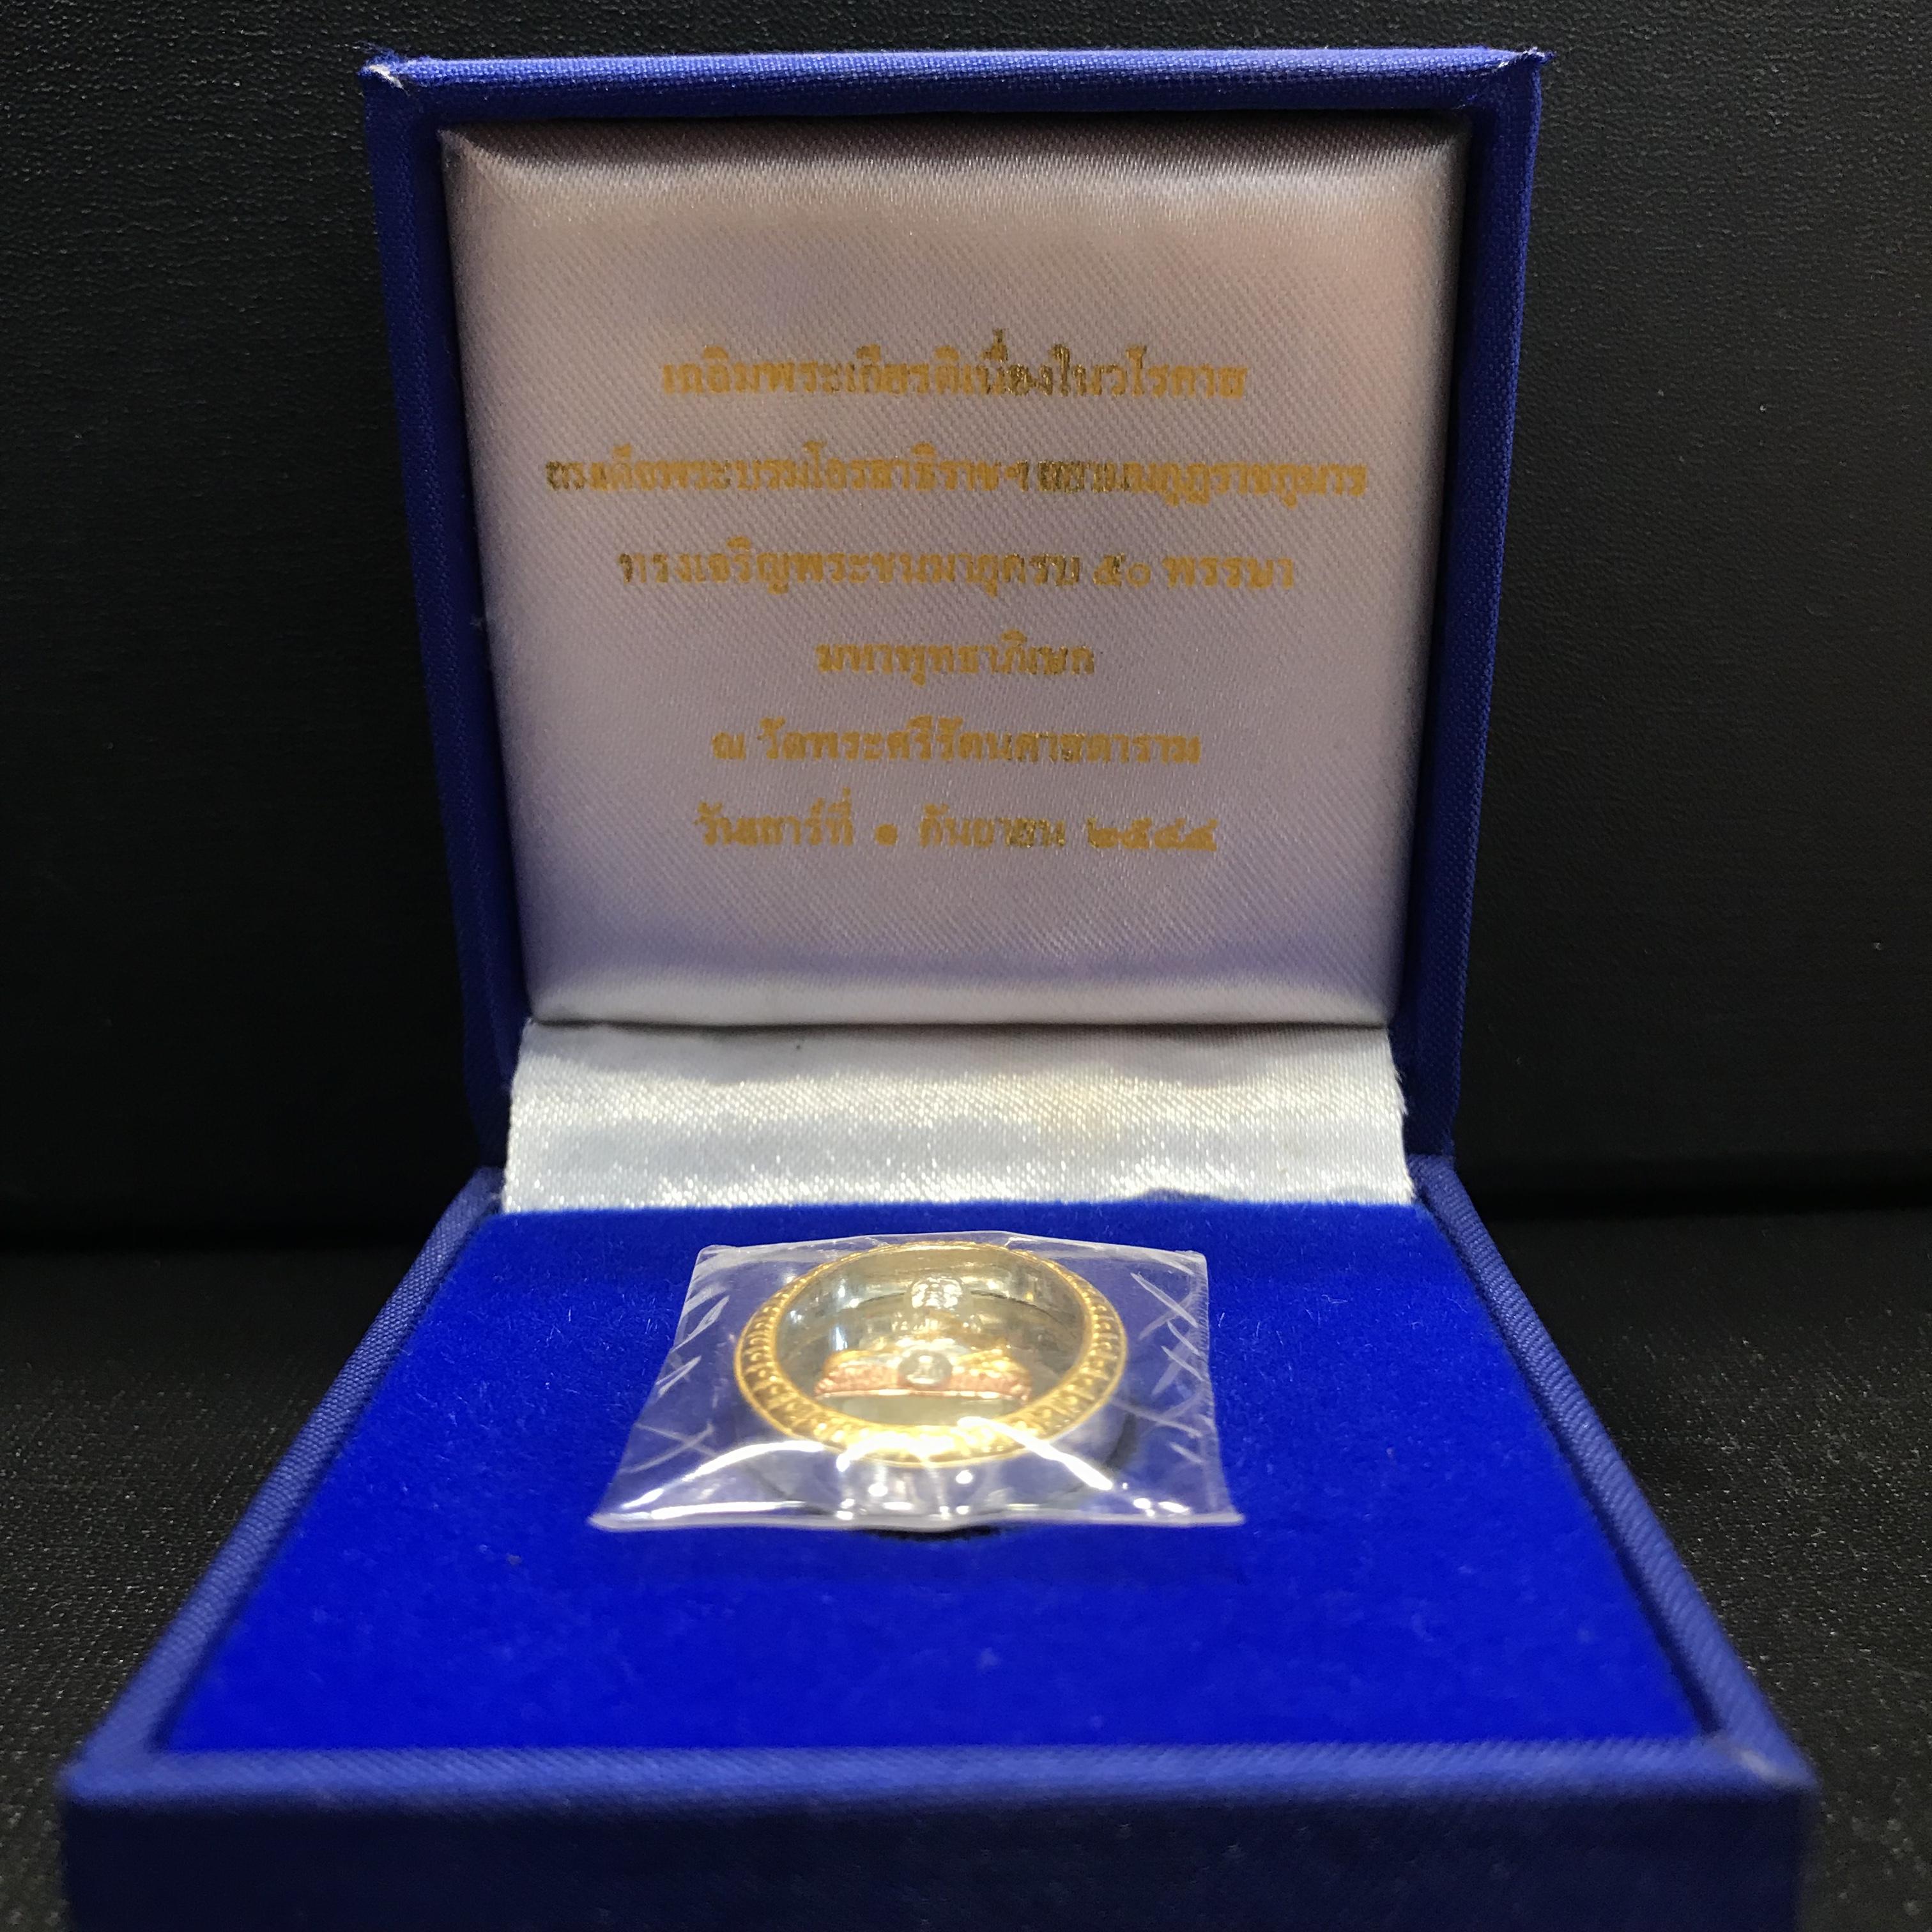 เฉลิมพระเกียรติเนื่องในวโรกาส
สมเด็จพระบรมโอรสาธิราชฯ สยามมกุฎราชกุมาร
ทรงเจริญพระชนมายุครบ ๕๐ พรรษา
มหาพุทธาภิเษก
ณ วัดพระศรีรัตนศาสดาราม
วันเสาร์ที่ ๑ กันยายน ๒๕๔๔